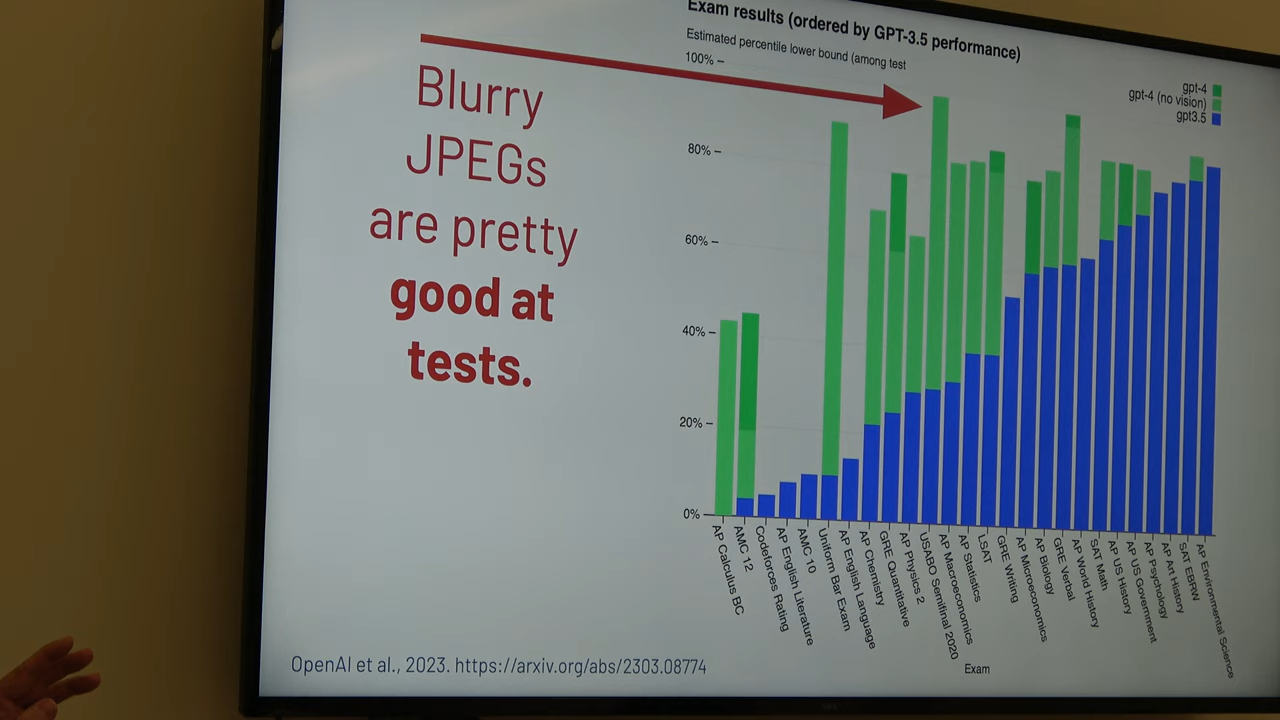 Blurry
JPEGs
are pretty
good at
tests.
Exam results (ordered by GPT-3.5 performance)
Estimated percentile lower bound (among test
100%
80%
60%
40%
20%
0%
gpt-4
gpt-4 (no vision)
gpt3.5
AP Calculus BC
AMC 12
Codeforces Rating
AP English Literature
AMC 10
Uniform Bar Exam
AP English Language
AP Chemistry
GRE Quantitative
AP Physics 2
USABO Semifinal 2020
AP Macroeconomics
AP Statistics
LSAT
GRE Writing
AP Microeconomics
AP Biology
GRE Verbal
AP World History
SAT Math
AP US History
AP US Government
AP Psychology
AP Art History
SAT EBRW
AP Environmental Science
Exam
OpenAI et al., 2023. https://arxiv.org/abs/2303.08774